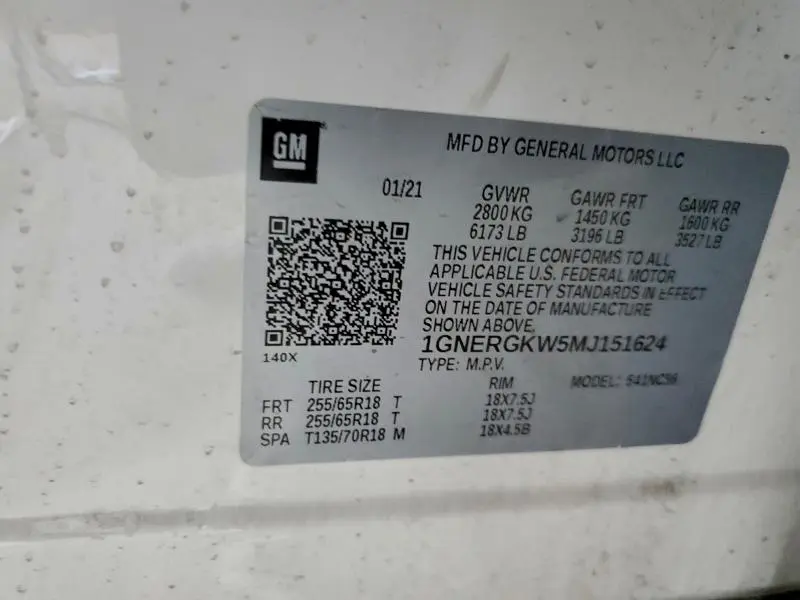 GM
MFD BY GENERAL MOTORS LLC
01/21 GVWR GAWR FRT GAWR RR
2800 KG 1450 KG 1600 KG
6173 LB 3196 LB 3527 LB
THIS VEHICLE CONFORMS TO ALL
APPLICABLE U.S. FEDERAL MOTOR
VEHICLE SAFETY STANDARDS IN EFFECT
ON THE DATE OF MANUFACTURE
SHOWN ABOVE.
1GNERGKW5MJ151624
140X
TYPE: M.P.V.
TIRE SIZE RIM MODEL:
FRT 255/65R18 T 18X7.5J
RR 255/65R18 T 18X7.5J
SPA T135/70R18 M 18X4.5B